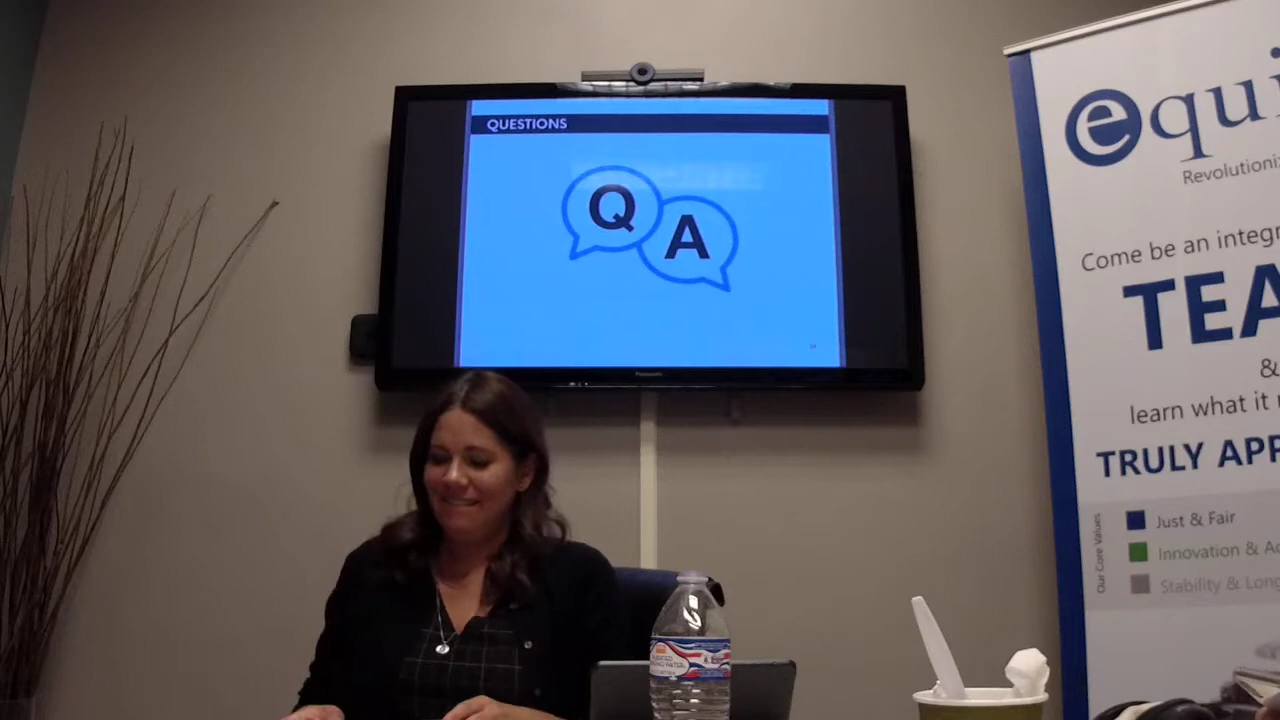 QUESTIONS
Q
A
Panasonic
equi
Revolutioni
Come be an integr
TEA
&
learn what it
TRULY APP
Our Core Values
Just & Fair
Innovation & A
Stability & Long